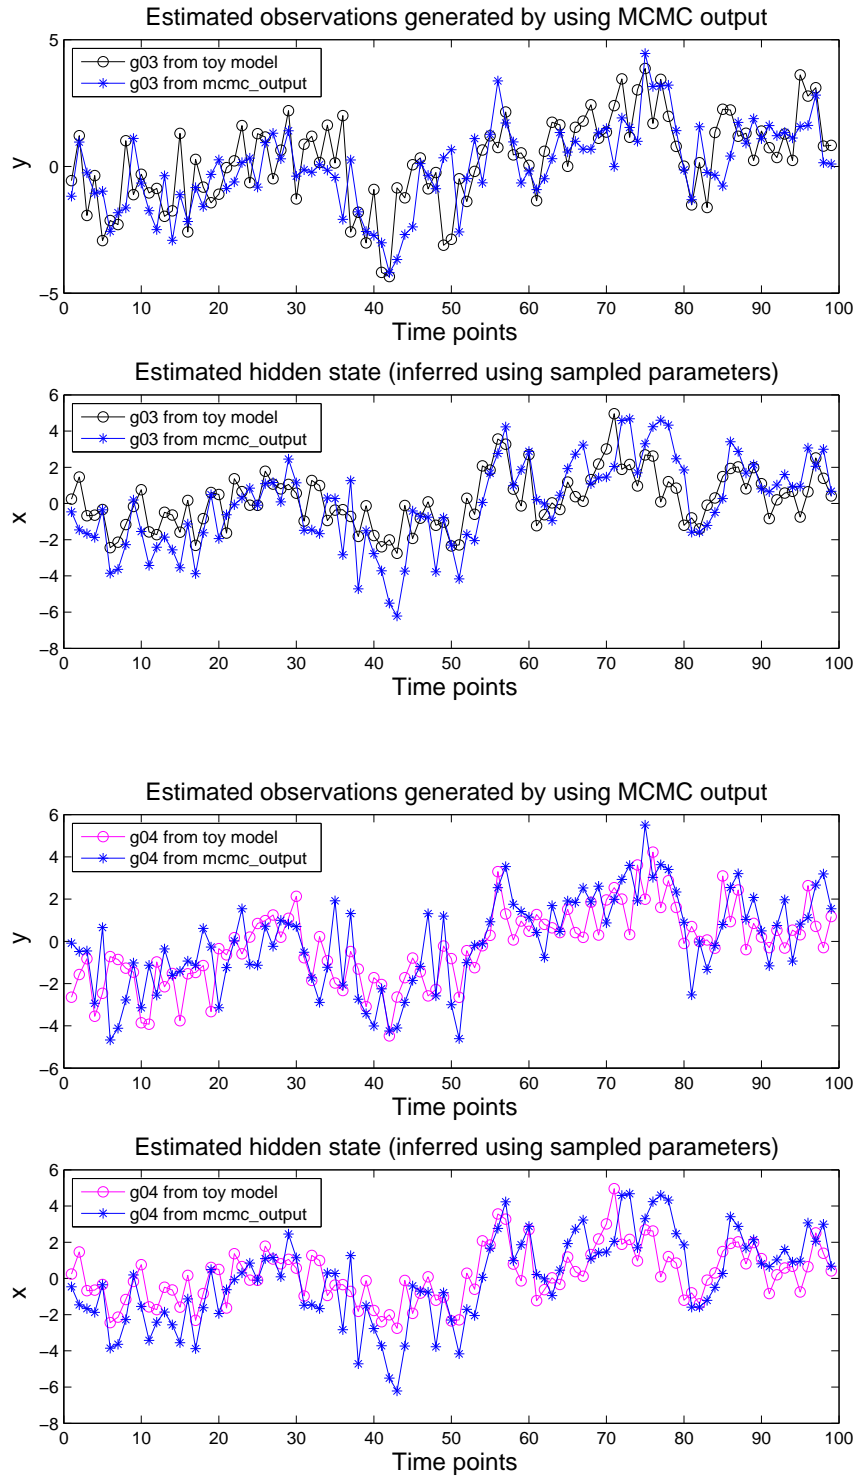 Estimated observations generated by using MCMC output
5
g03 from toy model
g03 from mcmc_output
y
0
−5
0 10 20 30 40 50 60 70 80 90 100
Time points
Estimated hidden state (inferred using sampled parameters)
6
g03 from toy model
4
g03 from mcmc_output
2
x
0
−2
−4
−6
−8
0 10 20 30 40 50 60 70 80 90 100
Time points
Estimated observations generated by using MCMC output
6
g04 from toy model
4
g04 from mcmc_output
2
y
0
−2
−4
−6
0 10 20 30 40 50 60 70 80 90 100
Time points
Estimated hidden state (inferred using sampled parameters)
6
g04 from toy model
4
g04 from mcmc_output
2
x
0
−2
−4
−6
−8
0 10 20 30 40 50 60 70 80 90 100
Time points